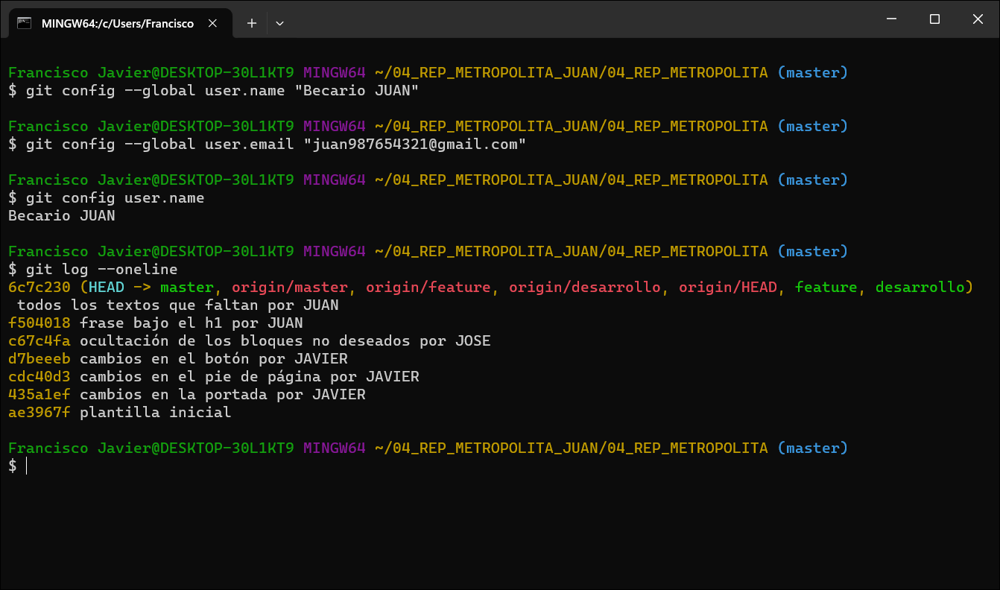 MINGW64:/c/Users/Francisco
Francisco Javier@DESKTOP-30L1KT9 MINGW64 ~/04_REP_METROPOLITA_JUAN/04_REP_METROPOLITA (master)
$ git config --global user.name "Becario JUAN"
Francisco Javier@DESKTOP-30L1KT9 MINGW64 ~/04_REP_METROPOLITA_JUAN/04_REP_METROPOLITA (master)
$ git config --global user.email "juan987654321@gmail.com"
Francisco Javier@DESKTOP-30L1KT9 MINGW64 ~/04_REP_METROPOLITA_JUAN/04_REP_METROPOLITA (master)
$ git config user.name
Becario JUAN
Francisco Javier@DESKTOP-30L1KT9 MINGW64 ~/04_REP_METROPOLITA_JUAN/04_REP_METROPOLITA (master)
$ git log --oneline
6c7c230 (HEAD -> master, origin/master, origin/feature, origin/desarrollo, origin/HEAD, feature, desarrollo)
todos los textos que faltan por JUAN
f504018 frase bajo el h1 por JUAN
c67c4fa ocultación de los bloques no deseados por JOSE
d7beeeb cambios en el botón por JAVIER
cdc40d3 cambios en el pie de página por JAVIER
435a1ef cambios en la portada por JAVIER
ae3967f plantilla inicial
Francisco Javier@DESKTOP-30L1KT9 MINGW64 ~/04_REP_METROPOLITA_JUAN/04_REP_METROPOLITA (master)
$